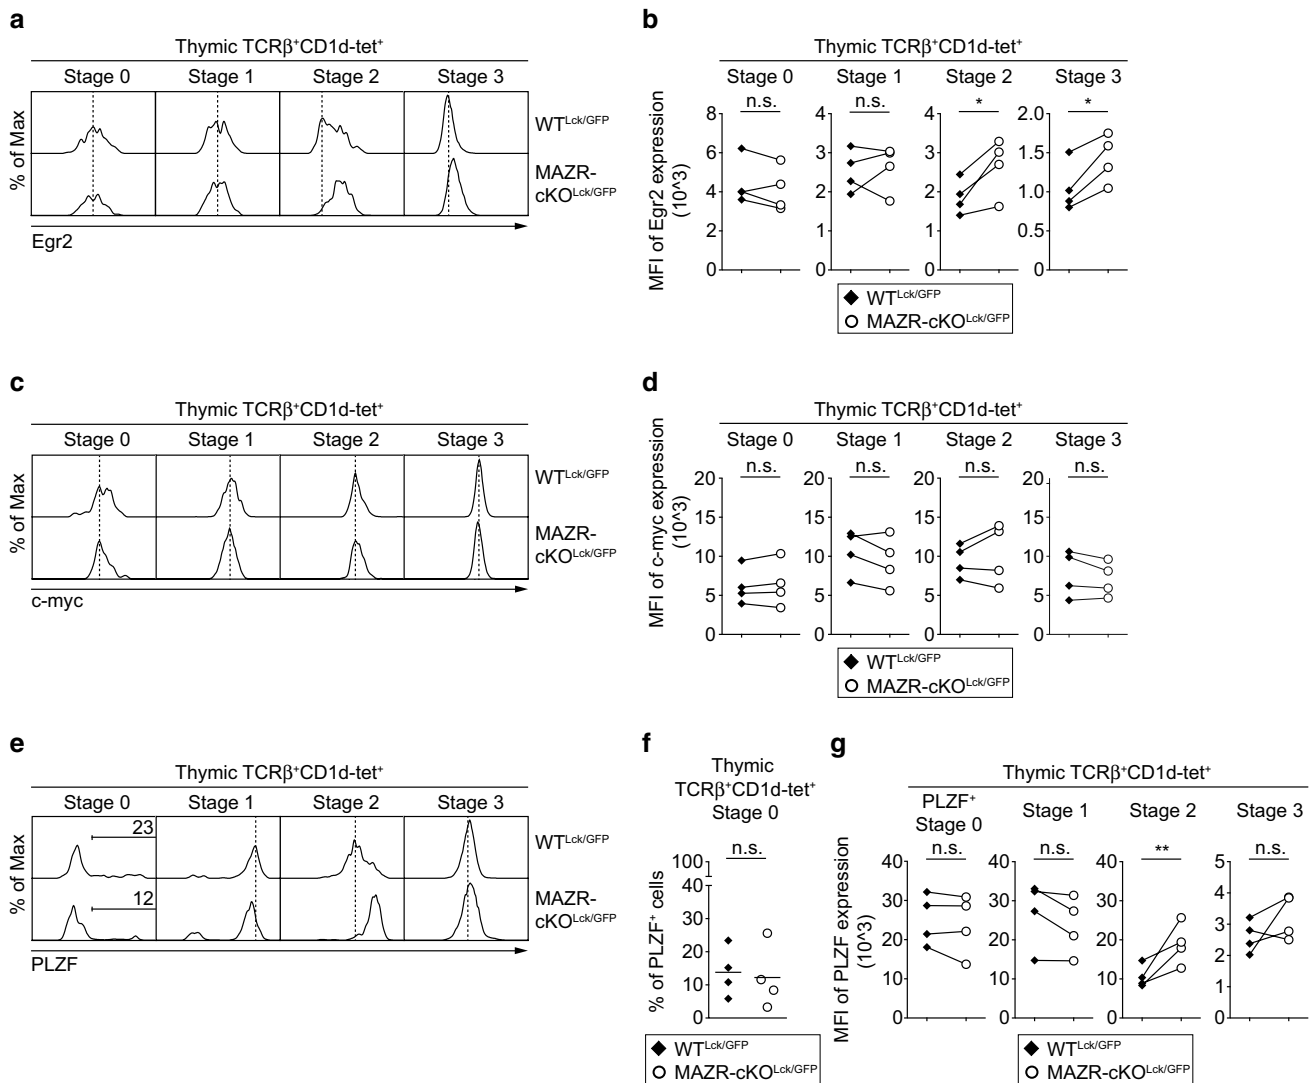 a
Thymic TCRβ⁺CD1d-tet⁺
Stage 0 Stage 1 Stage 2 Stage 3
% of Max
WT^Lck/GFP
MAZR-
cKO^Lck/GFP
Egr2
b
Thymic TCRβ⁺CD1d-tet⁺
Stage 0 Stage 1 Stage 2 Stage 3
n.s. n.s. * *
MFI of Egr2 expression
(10^3)
8 6 4 2 0
4 3 2 1 0
4 3 2 1 0
2.0 1.5 1.0 0.5 0
WT^Lck/GFP
MAZR-cKO^Lck/GFP
c
Thymic TCRβ⁺CD1d-tet⁺
Stage 0 Stage 1 Stage 2 Stage 3
% of Max
WT^Lck/GFP
MAZR-
cKO^Lck/GFP
c-myc
d
Thymic TCRβ⁺CD1d-tet⁺
Stage 0 Stage 1 Stage 2 Stage 3
n.s. n.s. n.s. n.s.
MFI of c-myc expression
(10^3)
20 15 10 5 0
20 15 10 5 0
20 15 10 5 0
20 15 10 5 0
WT^Lck/GFP
MAZR-cKO^Lck/GFP
e
Thymic TCRβ⁺CD1d-tet⁺
Stage 0 Stage 1 Stage 2 Stage 3
% of Max
23
WT^Lck/GFP
12
MAZR-
cKO^Lck/GFP
PLZF
f
Thymic
TCRβ⁺CD1d-tet⁺
Stage 0
n.s.
% of PLZF⁺ cells
100 40 30 20 10 0
WT^Lck/GFP
MAZR-cKO^Lck/GFP
g
Thymic TCRβ⁺CD1d-tet⁺
PLZF⁺
Stage 0 Stage 1 Stage 2 Stage 3
n.s. n.s. ** n.s.
MFI of PLZF expression
(10^3)
40 30 20 10 0
40 30 20 10 0
40 30 20 10 0
5 4 3 2 1 0
WT^Lck/GFP
MAZR-cKO^Lck/GFP